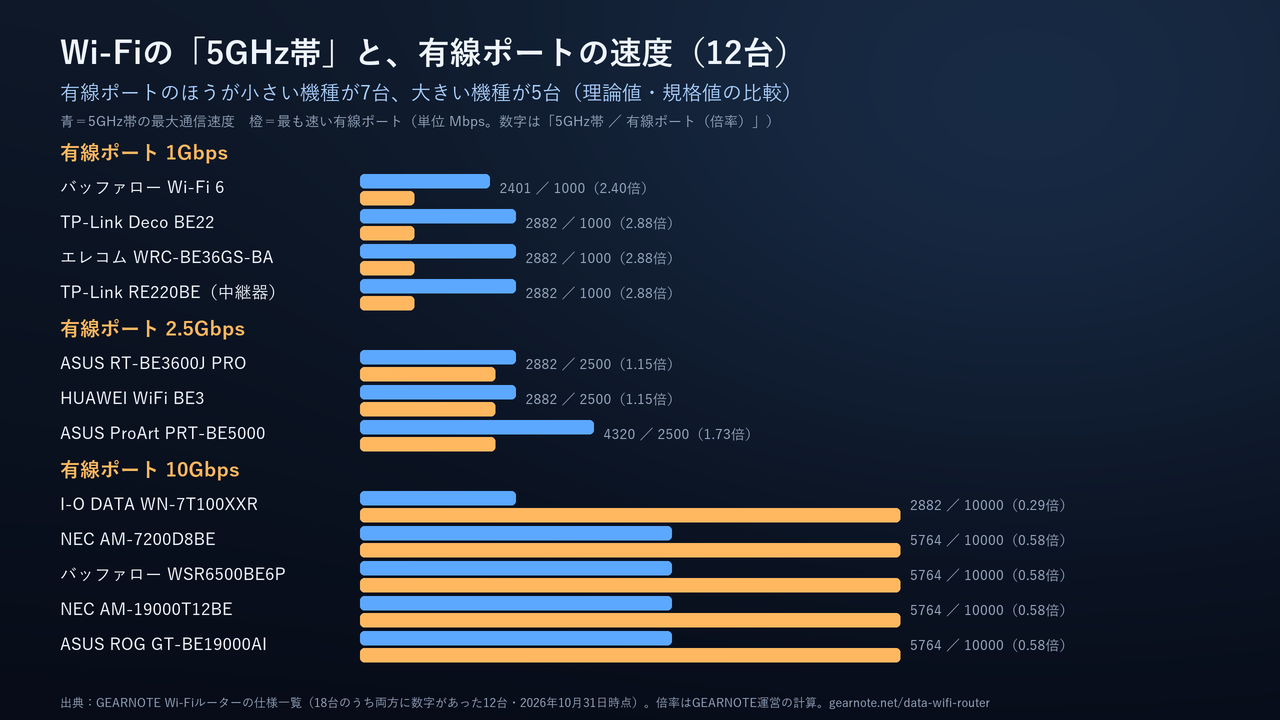 Wi-Fiの「5GHz帯」と、有線ポートの速度（12台）
有線ポートのほうが小さい機種が7台、大きい機種が5台（理論値・規格値の比較）
青＝5GHz帯の最大通信速度　橙＝最も速い有線ポート（単位 Mbps。数字は「5GHz帯 ／ 有線ポート（倍率）」）
有線ポート 1Gbps
バッファロー Wi-Fi 6　2401 ／ 1000（2.40倍）
TP-Link Deco BE22　2882 ／ 1000（2.88倍）
エレコム WRC-BE36GS-BA　2882 ／ 1000（2.88倍）
TP-Link RE220BE（中継器）　2882 ／ 1000（2.88倍）
有線ポート 2.5Gbps
ASUS RT-BE3600J PRO　2882 ／ 2500（1.15倍）
HUAWEI WiFi BE3　2882 ／ 2500（1.15倍）
ASUS ProArt PRT-BE5000　4320 ／ 2500（1.73倍）
有線ポート 10Gbps
I-O DATA WN-7T100XXR　2882 ／ 10000（0.29倍）
NEC AM-7200D8BE　5764 ／ 10000（0.58倍）
バッファロー WSR6500BE6P　5764 ／ 10000（0.58倍）
NEC AM-19000T12BE　5764 ／ 10000（0.58倍）
ASUS ROG GT-BE19000AI　5764 ／ 10000（0.58倍）
出典：GEARNOTE Wi-Fiルーターの仕様一覧（18台のうち両方に数字があった12台・2026年10月31日時点）。倍率はGEARNOTE運営の計算。gearnote.net/data-wifi-router